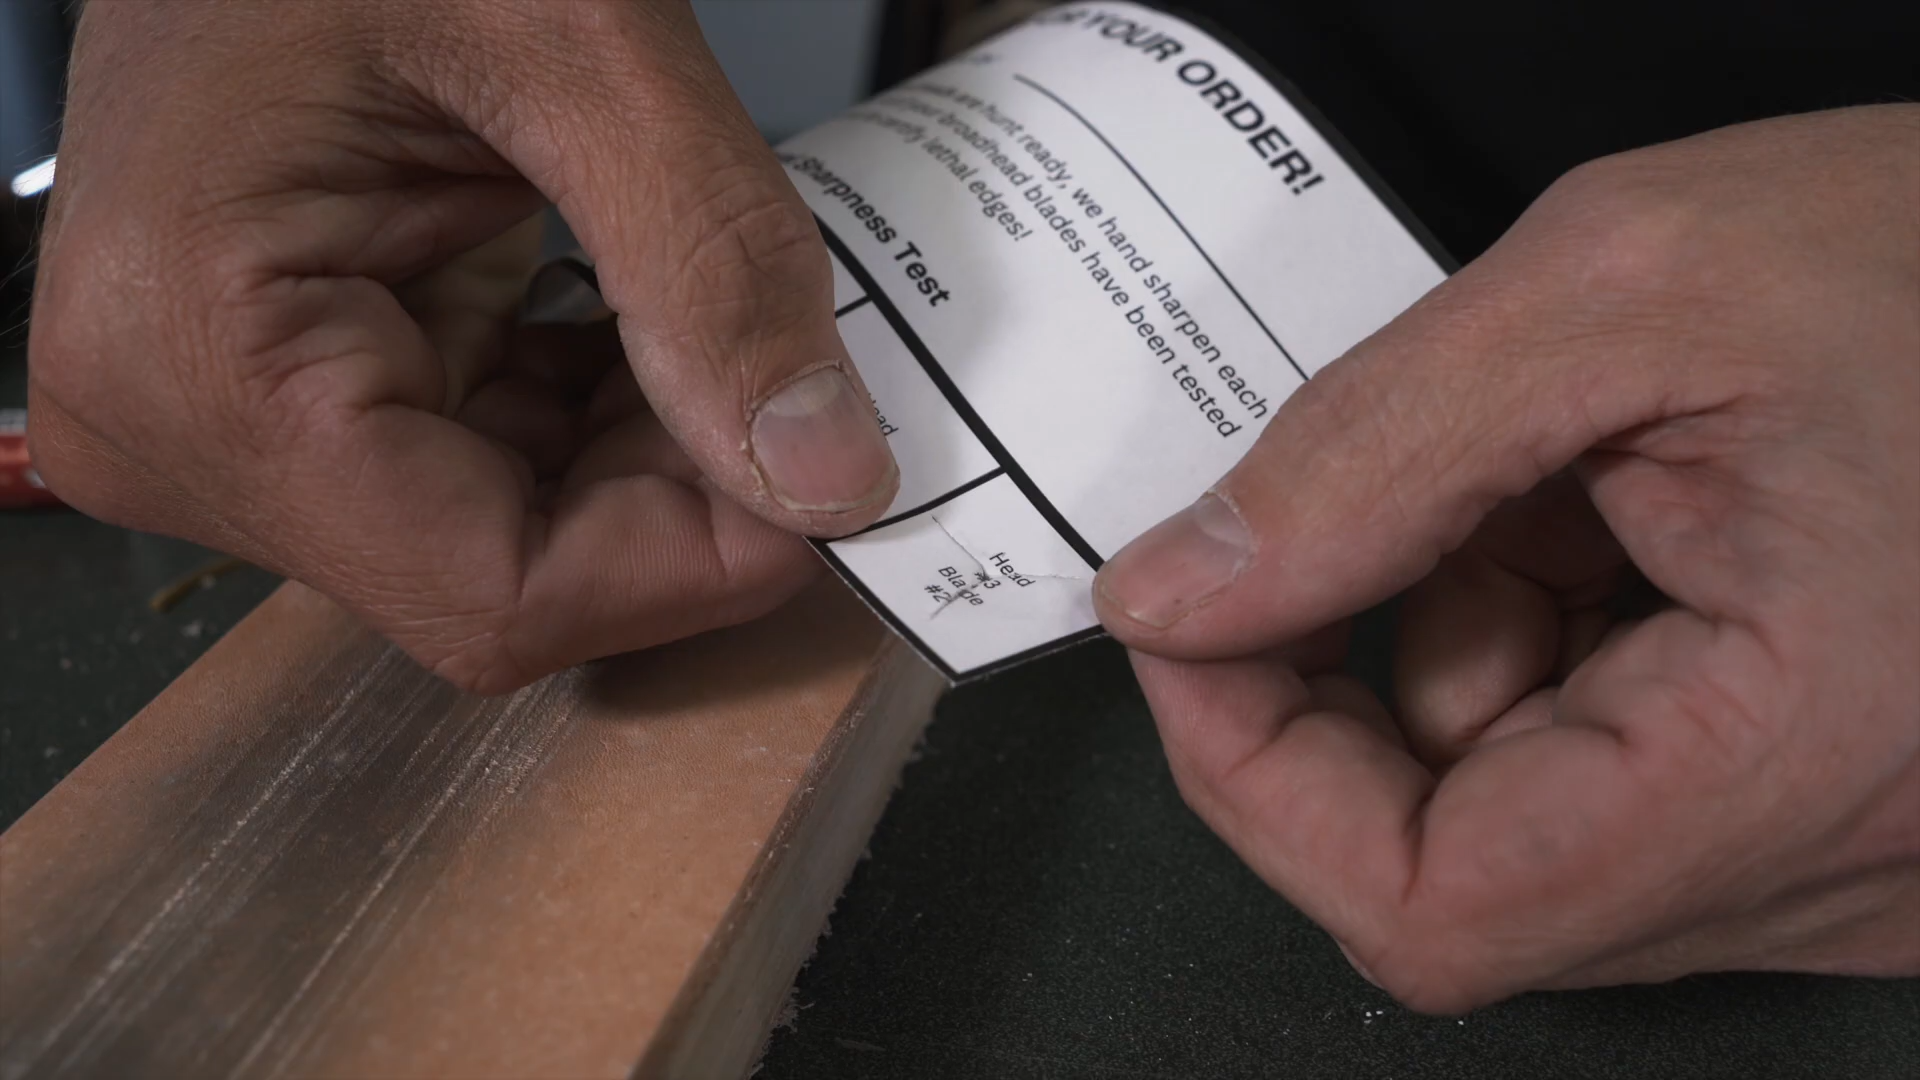 YOUR ORDER!
are hunt ready, we hand sharpen each
broadhead blades have been tested
certify lethal edges!
Sharpness Test
Head
#3
Blade
#2